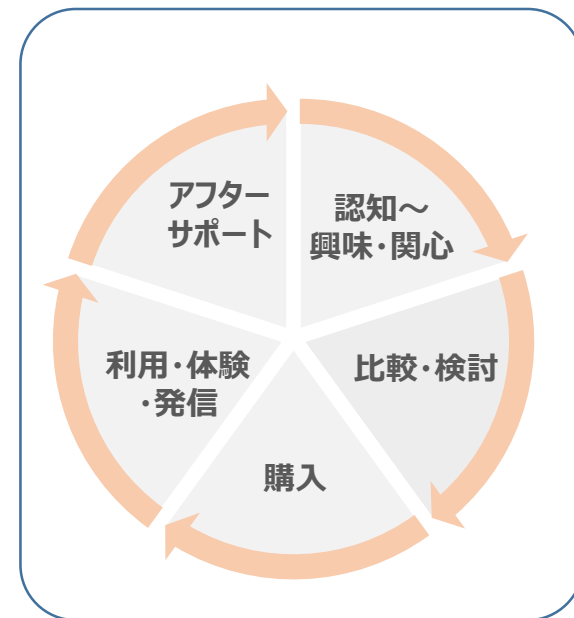 認知～
興味・関心
比較・検討
購入
利用・体験
・発信
アフター
サポート